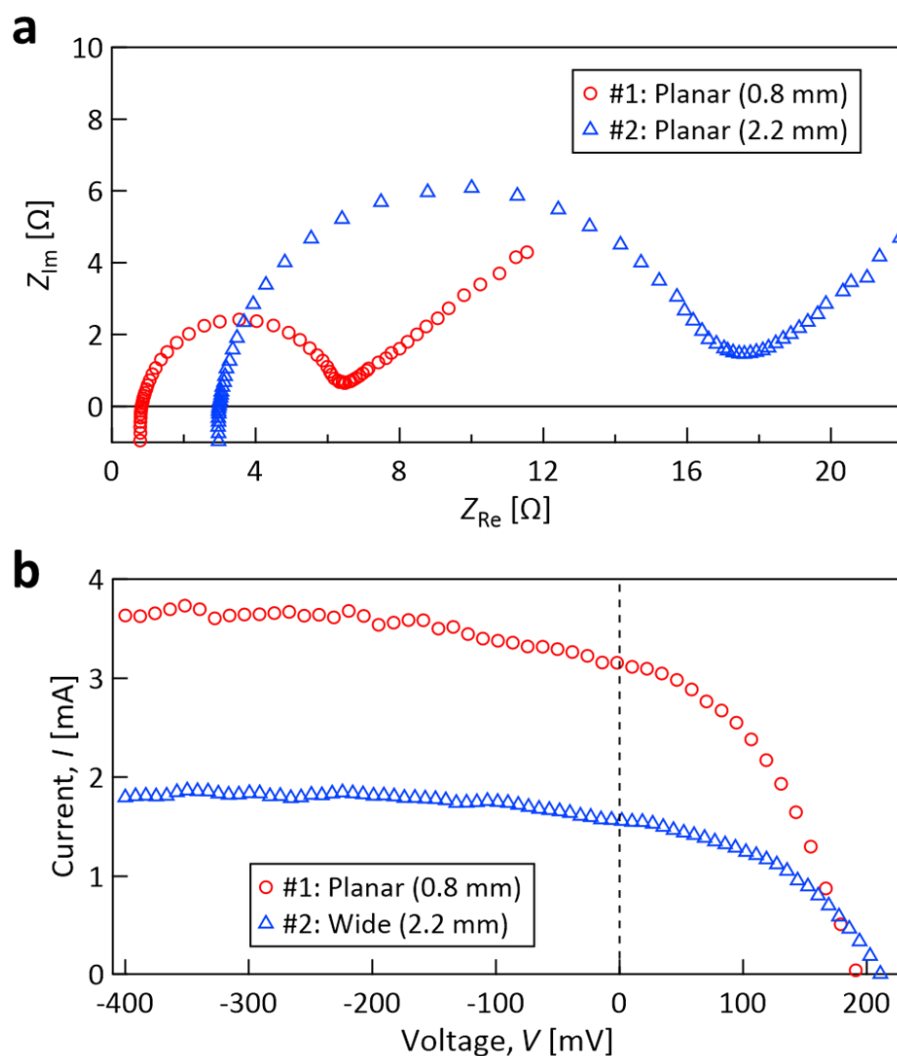 a
10
8
6
4
2
0
Z_Im [Ω]
#1: Planar (0.8 mm)
#2: Planar (2.2 mm)
0 4 8 12 16 20
Z_Re [Ω]
b
4
3
2
1
0
Current, I [mA]
#1: Planar (0.8 mm)
#2: Wide (2.2 mm)
-400 -300 -200 -100 0 100 200
Voltage, V [mV]